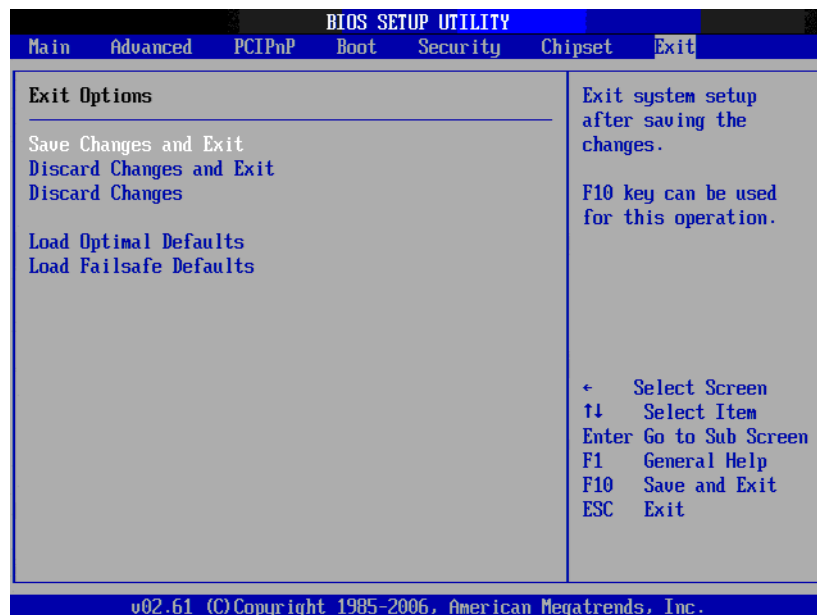 BIOS SETUP UTILITY
Main Advanced PCIPnP Boot Security Chipset Exit
Exit Options
Save Changes and Exit
Discard Changes and Exit
Discard Changes
Load Optimal Defaults
Load Failsafe Defaults
Exit system setup
after saving the
changes.
F10 key can be used
for this operation.
← Select Screen
↑↓ Select Item
Enter Go to Sub Screen
F1 General Help
F10 Save and Exit
ESC Exit
v02.61 (C)Copyright 1985-2006, American Megatrends, Inc.